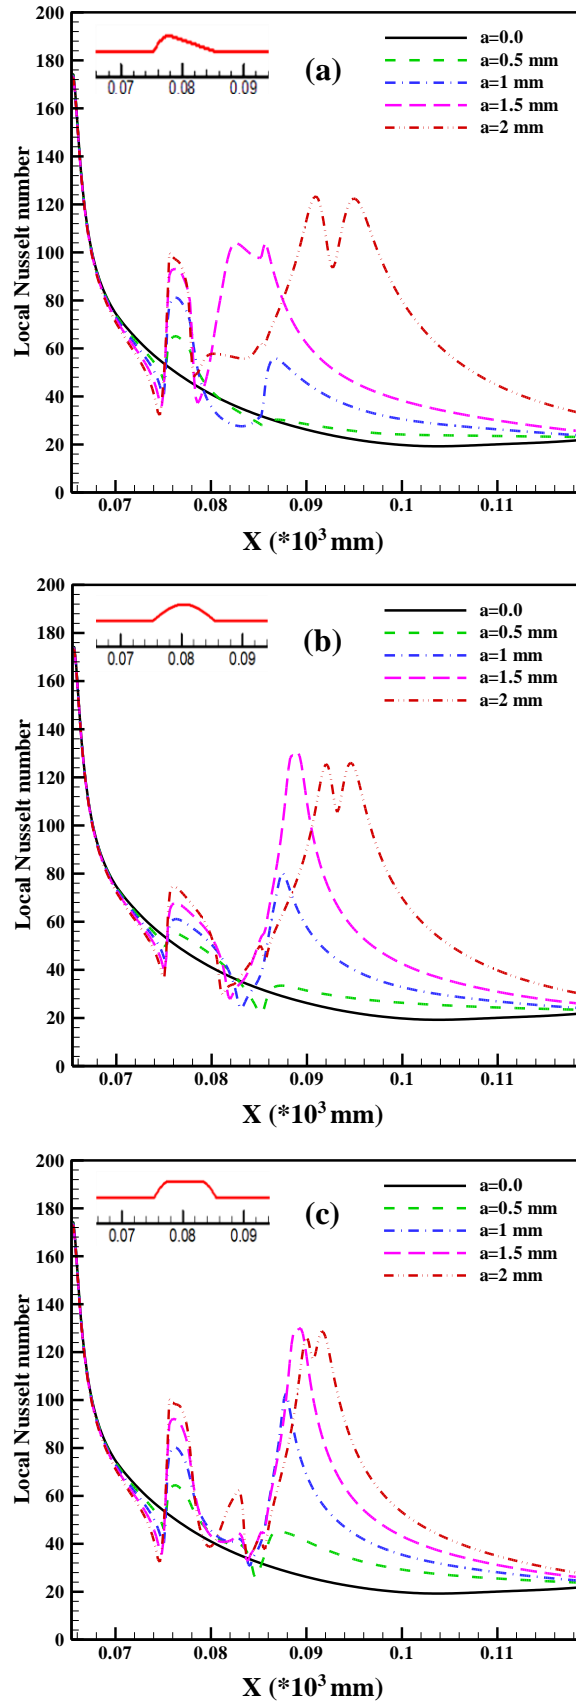 200
180
160
140
120
100
80
60
40
20
0
Local Nusselt number
0.07 0.08 0.09
(a)
a=0.0
a=0.5 mm
a=1 mm
a=1.5 mm
a=2 mm
0.07 0.08 0.09 0.1 0.11
X (*10³ mm)
200
180
160
140
120
100
80
60
40
20
0
Local Nusselt number
0.07 0.08 0.09
(b)
a=0.0
a=0.5 mm
a=1 mm
a=1.5 mm
a=2 mm
0.07 0.08 0.09 0.1 0.11
X (*10³ mm)
200
180
160
140
120
100
80
60
40
20
0
Local Nusselt number
0.07 0.08 0.09
(c)
a=0.0
a=0.5 mm
a=1 mm
a=1.5 mm
a=2 mm
0.07 0.08 0.09 0.1 0.11
X (*10³ mm)